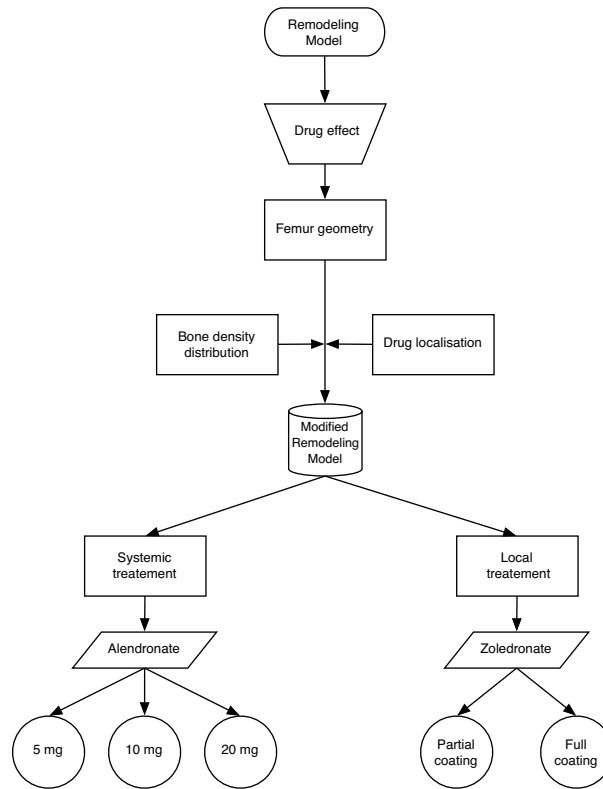 Remodeling
Model
Drug effect
Femur geometry
Bone density
distribution
Drug localisation
Modified
Remodeling
Model
Systemic
treatement
Local
treatement
Alendronate
Zoledronate
5 mg
10 mg
20 mg
Partial
coating
Full
coating